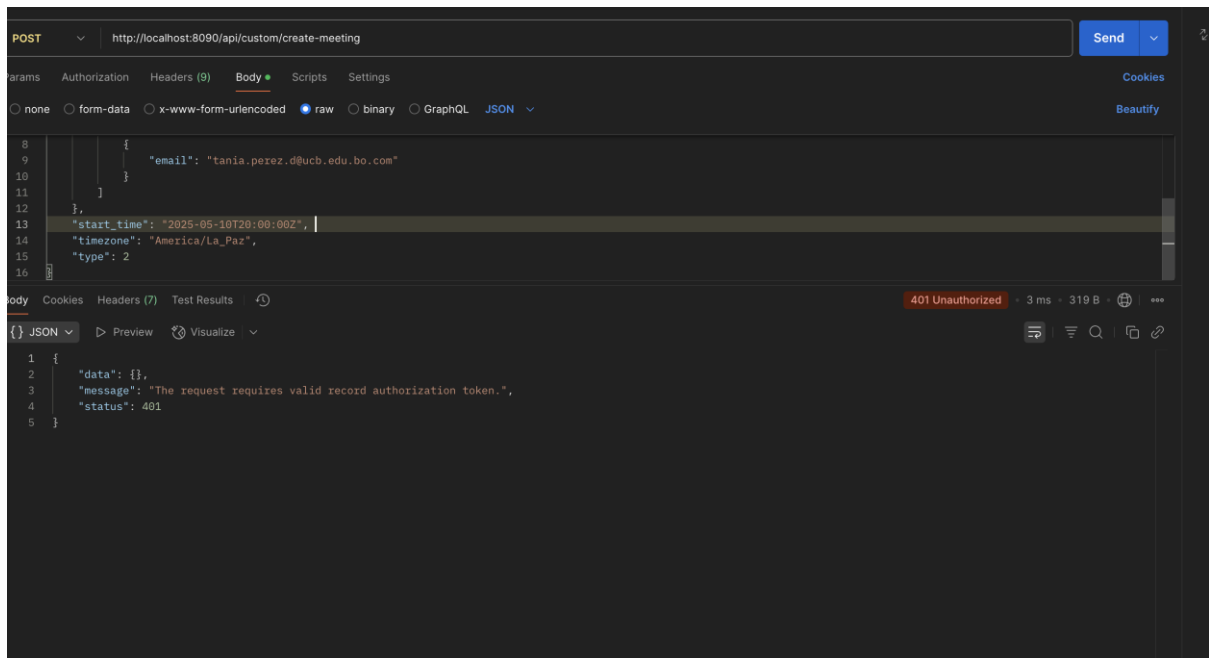 POST http://localhost:8090/api/custom/create-meeting Send
Params Authorization Headers (9) Body Scripts Settings Cookies
none form-data x-www-form-urlencoded raw binary GraphQL JSON Beautify
8 {
9 "email": "tania.perez.d@ucb.edu.bo.com"
10 }
11 ]
12 },
13 "start_time": "2025-05-10T20:00:00Z",
14 "timezone": "America/La_Paz",
15 "type": 2
16 }
Body Cookies Headers (7) Test Results 401 Unauthorized • 3 ms • 319 B •
{} JSON Preview Visualize
1 {
2 "data": {},
3 "message": "The request requires valid record authorization token.",
4 "status": 401
5 }